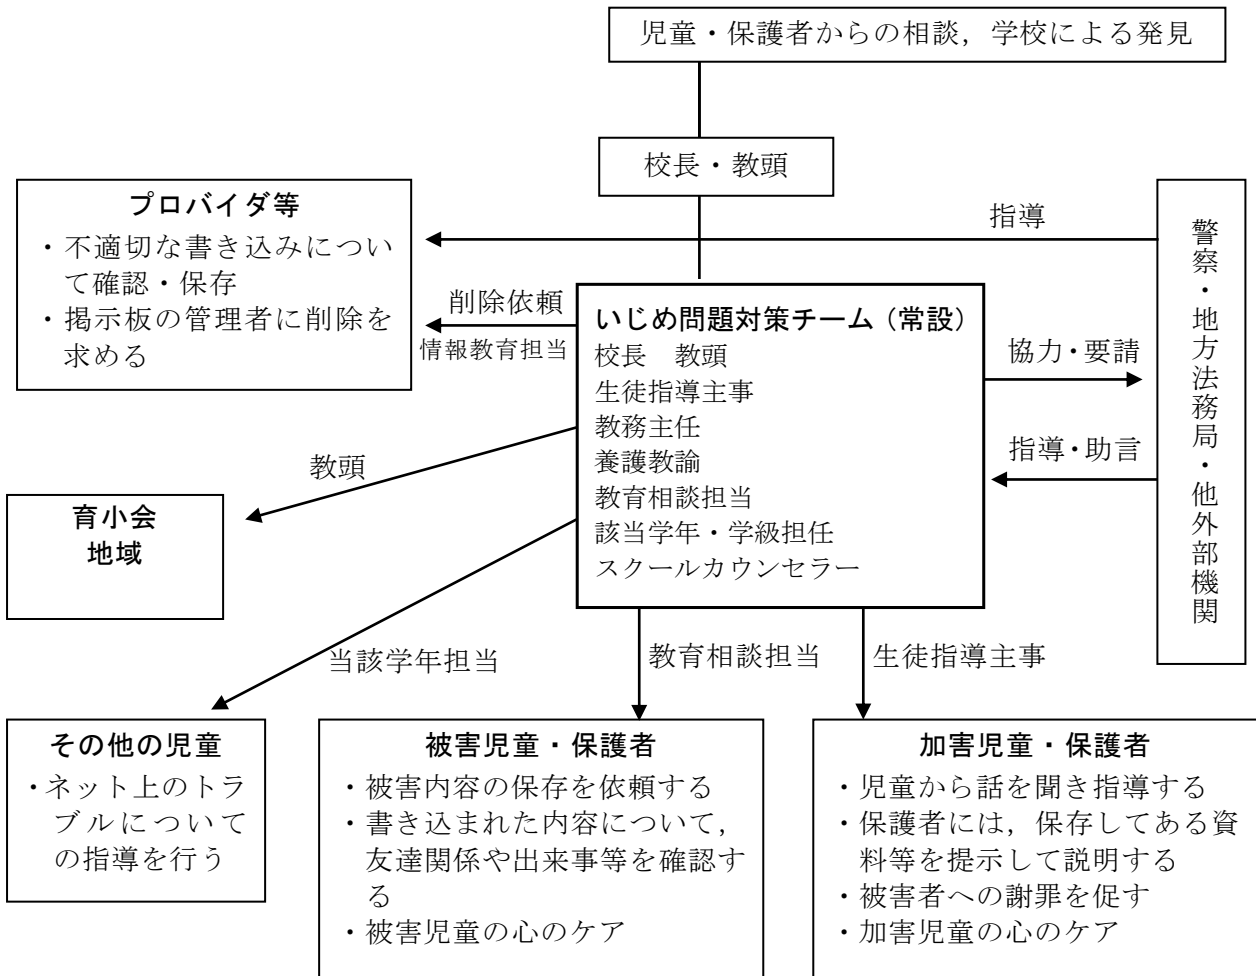 児童・保護者からの相談，学校による発見
校長・教頭
プロバイダ等
・不適切な書き込みについ
て確認・保存
・掲示板の管理者に削除を
求める
指導
警察・地方法務局・他外部機関
削除依頼
情報教育担当
いじめ問題対策チーム（常設）
校長　教頭
生徒指導主事
教務主任
養護教諭
教育相談担当
該当学年・学級担任
スクールカウンセラー
協力・要請
指導・助言
教頭
育小会
地域
当該学年担当
教育相談担当
生徒指導主事
その他の児童
・ネット上のトラ
ブルについて
の指導を行う
被害児童・保護者
・被害内容の保存を依頼する
・書き込まれた内容について，
友達関係や出来事等を確認す
る
・被害児童の心のケア
加害児童・保護者
・児童から話を聞き指導する
・保護者には，保存してある資
料等を提示して説明する
・被害者への謝罪を促す
・加害児童の心のケア